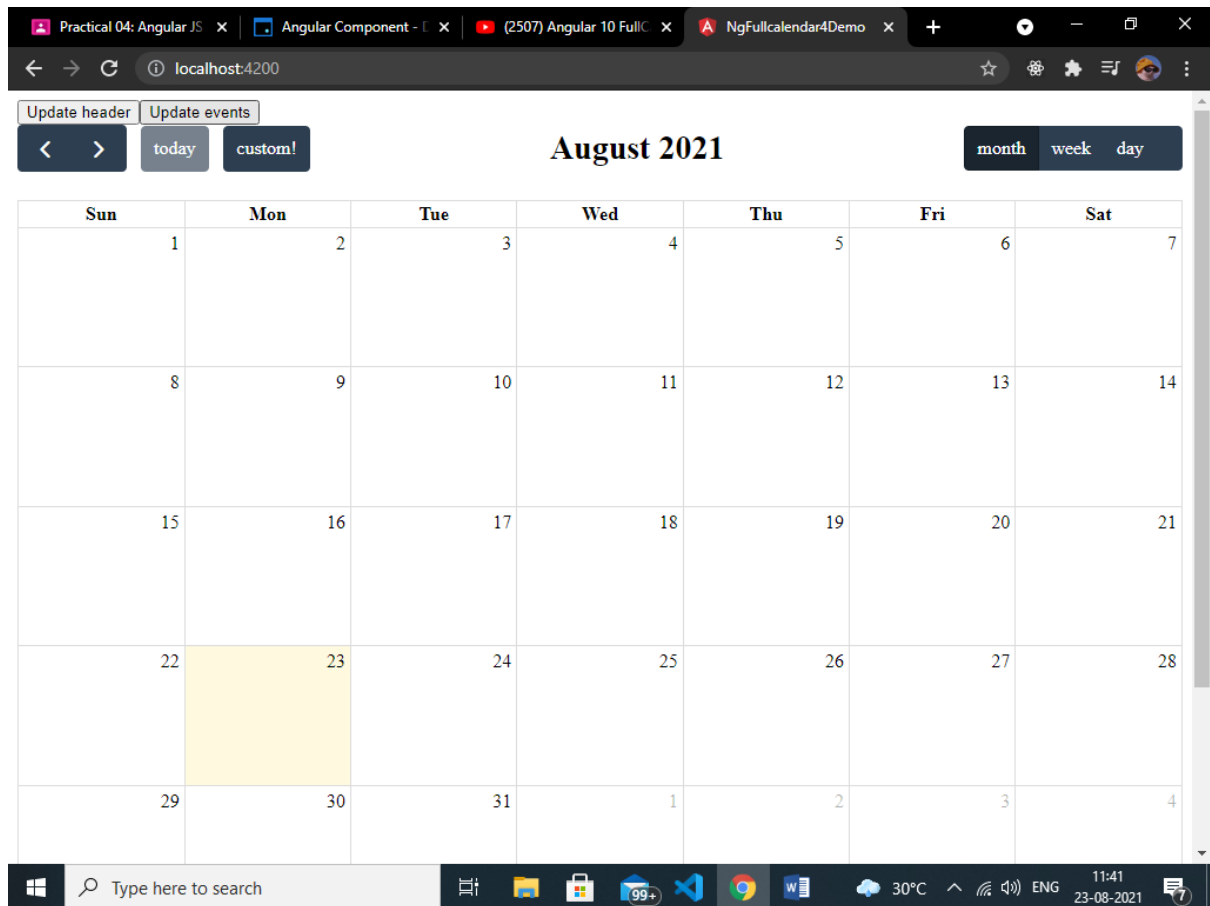 Practical 04: Angular JS Angular Component - D (2507) Angular 10 FullC NgFullcalendar4Demo
localhost:4200
Update header Update events
today custom! August 2021 month week day
Sun Mon Tue Wed Thu Fri Sat
1 2 3 4 5 6 7
8 9 10 11 12 13 14
15 16 17 18 19 20 21
22 23 24 25 26 27 28
29 30 31 1 2 3 4
Type here to search 99+ 30°C ENG 11:41
23-08-2021 7